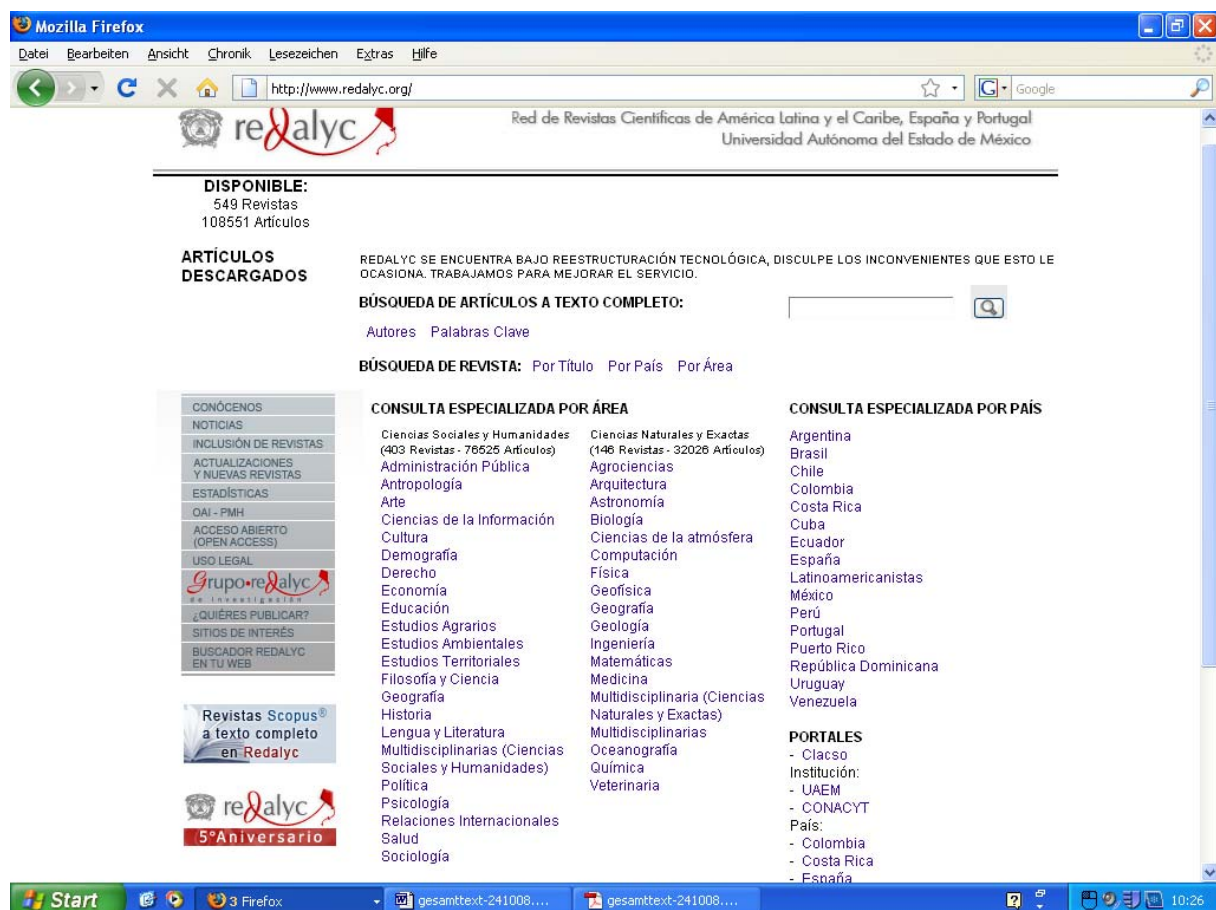 Mozilla Firefox
Datei Bearbeiten Ansicht Chronik Lesezeichen Extras Hilfe
http://www.redalyc.org/
Google
redalyc
Red de Revistas Científicas de América Latina y el Caribe, España y Portugal
Universidad Autónoma del Estado de México
DISPONIBLE:
549 Revistas
108551 Artículos
ARTÍCULOS
DESCARGADOS
REDALYC SE ENCUENTRA BAJO REESTRUCTURACIÓN TECNOLÓGICA, DISCULPE LOS INCONVENIENTES QUE ESTO LE
OCASIONA. TRABAJAMOS PARA MEJORAR EL SERVICIO.
BÚSQUEDA DE ARTÍCULOS A TEXTO COMPLETO:
Autores Palabras Clave
BÚSQUEDA DE REVISTA: Por Título Por País Por Área
CONÓCENOS
NOTICIAS
INCLUSIÓN DE REVISTAS
ACTUALIZACIONES
Y NUEVAS REVISTAS
ESTADÍSTICAS
OAI - PMH
ACCESO ABIERTO
(OPEN ACCESS)
USO LEGAL
Grupo•redalyc
de investigación
¿QUIÉRES PUBLICAR?
SITIOS DE INTERÉS
BUSCADOR REDALYC
EN TU WEB
Revistas Scopus®
a texto completo
en Redalyc
redalyc
5°Aniversario
CONSULTA ESPECIALIZADA POR ÁREA
Ciencias Sociales y Humanidades
(403 Revistas - 76525 Artículos)
Administración Pública
Antropología
Arte
Ciencias de la Información
Cultura
Demografía
Derecho
Economía
Educación
Estudios Agrarios
Estudios Ambientales
Estudios Territoriales
Filosofía y Ciencia
Geografía
Historia
Lengua y Literatura
Multidisciplinarias (Ciencias
Sociales y Humanidades)
Política
Psicología
Relaciones Internacionales
Salud
Sociología
Ciencias Naturales y Exactas
(146 Revistas - 32026 Artículos)
Agrociencias
Arquitectura
Astronomía
Biología
Ciencias de la atmósfera
Computación
Física
Geofísica
Geografía
Geología
Ingeniería
Matemáticas
Medicina
Multidisciplinaria (Ciencias
Naturales y Exactas)
Multidisciplinarias
Oceanografía
Química
Veterinaria
CONSULTA ESPECIALIZADA POR PAÍS
Argentina
Brasil
Chile
Colombia
Costa Rica
Cuba
Ecuador
España
Latinoamericanistas
México
Perú
Portugal
Puerto Rico
República Dominicana
Uruguay
Venezuela
PORTALES
- Clacso
Institución:
- UAEM
- CONACYT
País:
- Colombia
- Costa Rica
- España
Start
3 Firefox
gesamttext-241008....
gesamttext-241008....
10:26